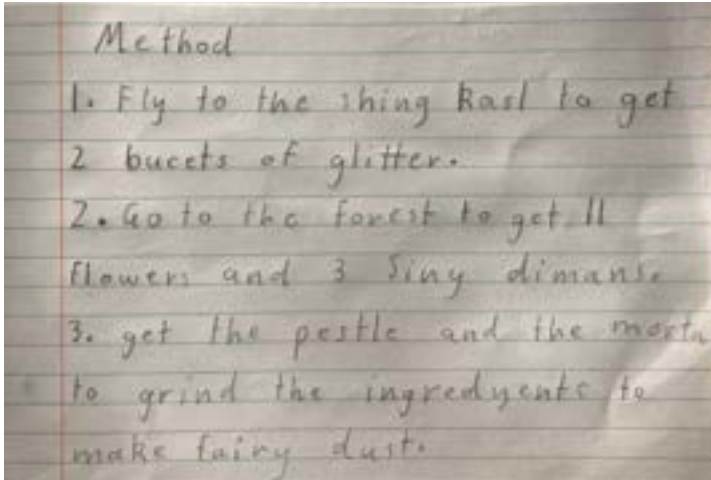 Method
1. Fly to the shing kasl to get
2 bucets of glitter.
2. Go to the forest to get 11
flowers and 3 Siny dimans.
3. get the pestle and the morta
to grind the ingredyents to
make fairy dust.